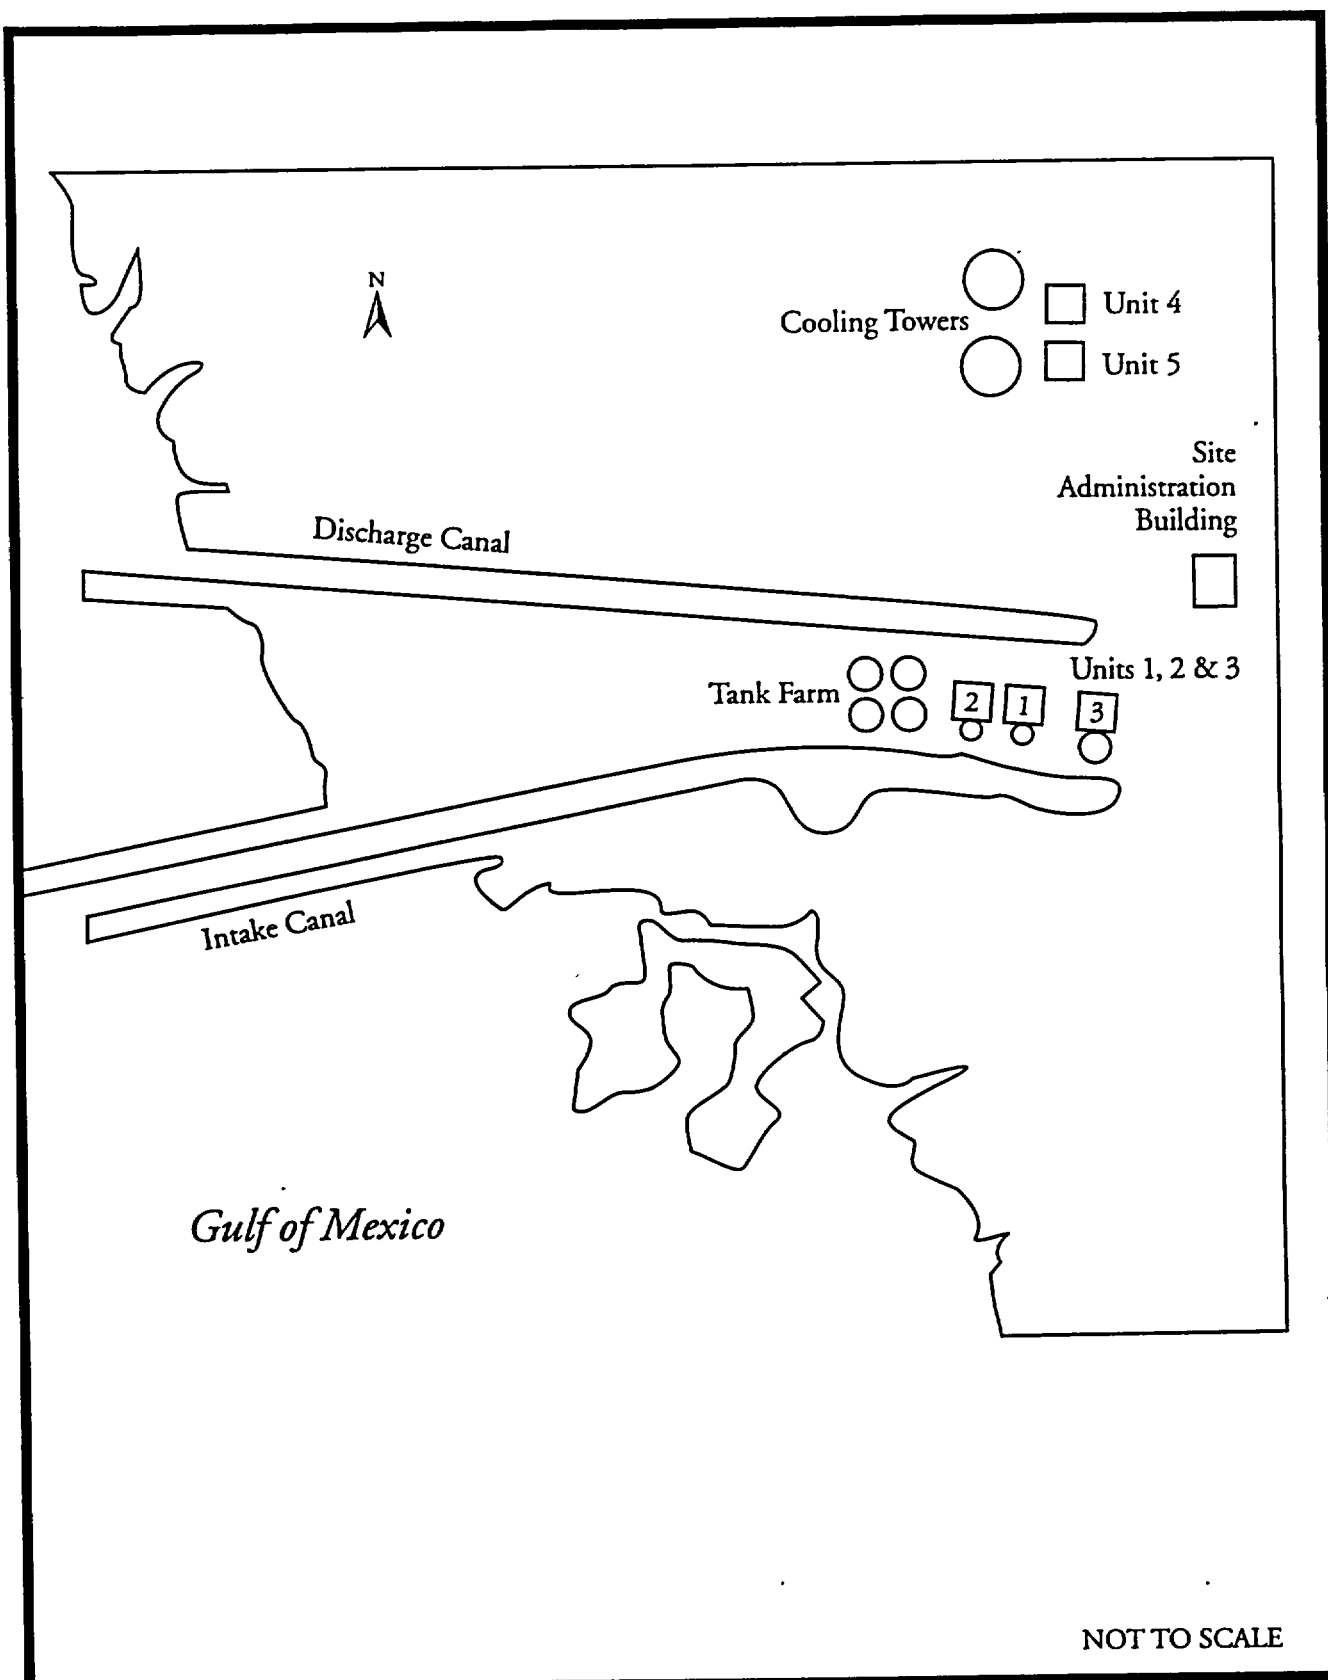 N
Cooling Towers
Unit 4
Unit 5
Site
Administration
Building
Discharge Canal
Units 1, 2 & 3
Tank Farm
2
1
3
Intake Canal
Gulf of Mexico
NOT TO SCALE